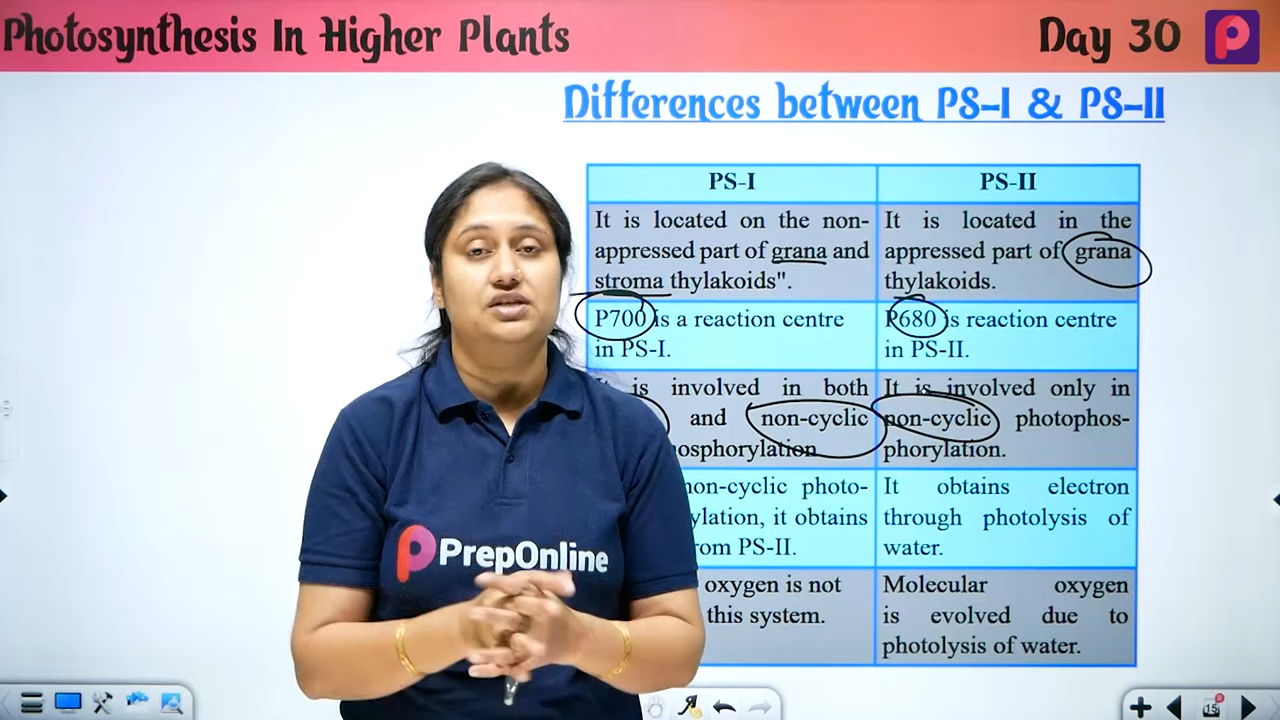 Photosynthesis In Higher Plants
Day 30
Differences between PS-I & PS-II
PS-I
It is located on the non-
appressed part of grana and
stroma thylakoids".
P700 is a reaction centre
in PS-I.
is involved in both
and non-cyclic
non-cyclic photo-
it obtains
PS-II.
oxygen is not
this system.
PS-II
It is located in the
appressed part of grana
thylakoids.
P680 is reaction centre
in PS-II.
It is involved only in
non-cyclic photophos-
phorylation.
It obtains electron
through photolysis of
water.
Molecular oxygen
is evolved due to
photolysis of water.
PrepOnline
15